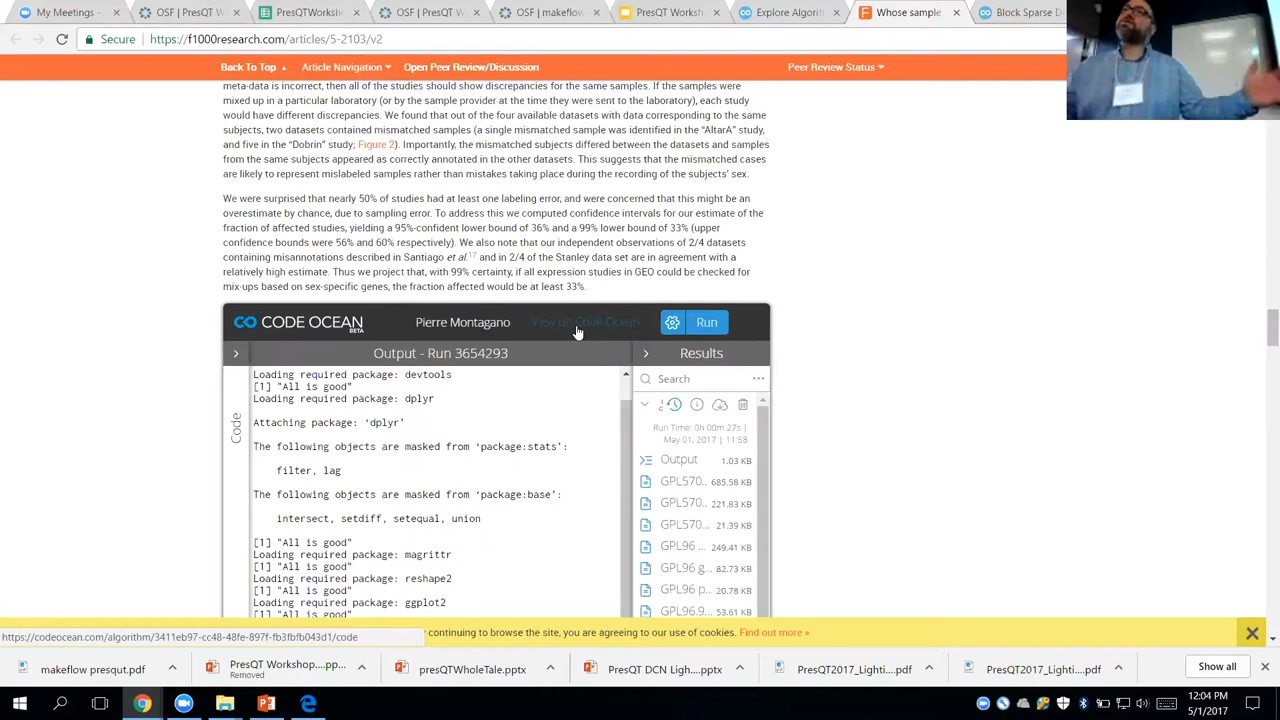 My Meetings -
OSF | PresQT W
PresQTWorksho
OSF | PresQT W
OSF | makeflow
PresQT Worksh
Explore Algorith
Whose sample
Block Sparse D
Secure
https://f1000research.com/articles/5-2103/v2
Back To Top
Article Navigation
Open Peer Review/Discussion
Peer Review Status
meta-data is incorrect, then all of the studies should show discrepancies for the same samples. If the samples were
mixed up in a particular laboratory (or by the sample provider at the time they were sent to the laboratory), each study
would have different discrepancies. We found that out of the four available datasets with data corresponding to the same
subjects, two datasets contained mismatched samples (a single mismatched sample was identified in the "AltarA" study,
and five in the "Dobrin" study; Figure 2). Importantly, the mismatched subjects differed between the datasets and samples
from the same subjects appeared as correctly annotated in the other datasets. This suggests that the mismatched cases
are likely to represent mislabeled samples rather than mistakes taking place during the recording of the subjects' sex.
We were surprised that nearly 50% of studies had at least one labeling error, and were concerned that this might be an
overestimate by chance, due to sampling error. To address this we computed confidence intervals for our estimate of the
fraction of affected studies, yielding a 95%-confident lower bound of 36% and a 99% lower bound of 33% (upper
confidence bounds were 56% and 60% respectively). We also note that our independent observations of 2/4 datasets
containing misannotations described in Santiago et al.17 and in 2/4 of the Stanley data set are in agreement with a
relatively high estimate. Thus we project that, with 99% certainty, if all expression studies in GEO could be checked for
mix-ups based on sex-specific genes, the fraction affected would be at least 33%.
CODE OCEAN
BETA
Pierre Montagano
View on Code Ocean
Run
Output - Run 3654293
Results
Code
Loading required package: devtools
[1] "All is good"
Loading required package: dplyr
Attaching package: ‘dplyr’
The following objects are masked from ‘package:stats’:
filter, lag
The following objects are masked from ‘package:base’:
intersect, setdiff, setequal, union
[1] "All is good"
Loading required package: magrittr
[1] "All is good"
Loading required package: reshape2
[1] "All is good"
Loading required package: ggplot2
[1] "All is good"
Search
Run Time: 0h 00m 27s |
May 01, 2017 | 11:58
Output 1.03 KB
GPL570.. 685.58 KB
GPL570.. 221.83 KB
GPL570... 21.39 KB
GPL96 ... 249.41 KB
GPL96 g... 82.73 KB
GPL96 p... 20.78 KB
GPL96.9... 53.61 KB
https://codeocean.com/algorithm/3411eb97-cc48-48fe-897f-fb3fbfb043d1/code
continuing to browse the site, you are agreeing to our use of cookies. Find out more »
makeflow presqut.pdf
PresQT Workshop....pp...
Removed
presQTWholeTale.pptx
PresQT DCN Ligh....pptx
PresQT2017_Lighti....pdf
PresQT2017_Lighti....pdf
Show all
12:04 PM
5/1/2017